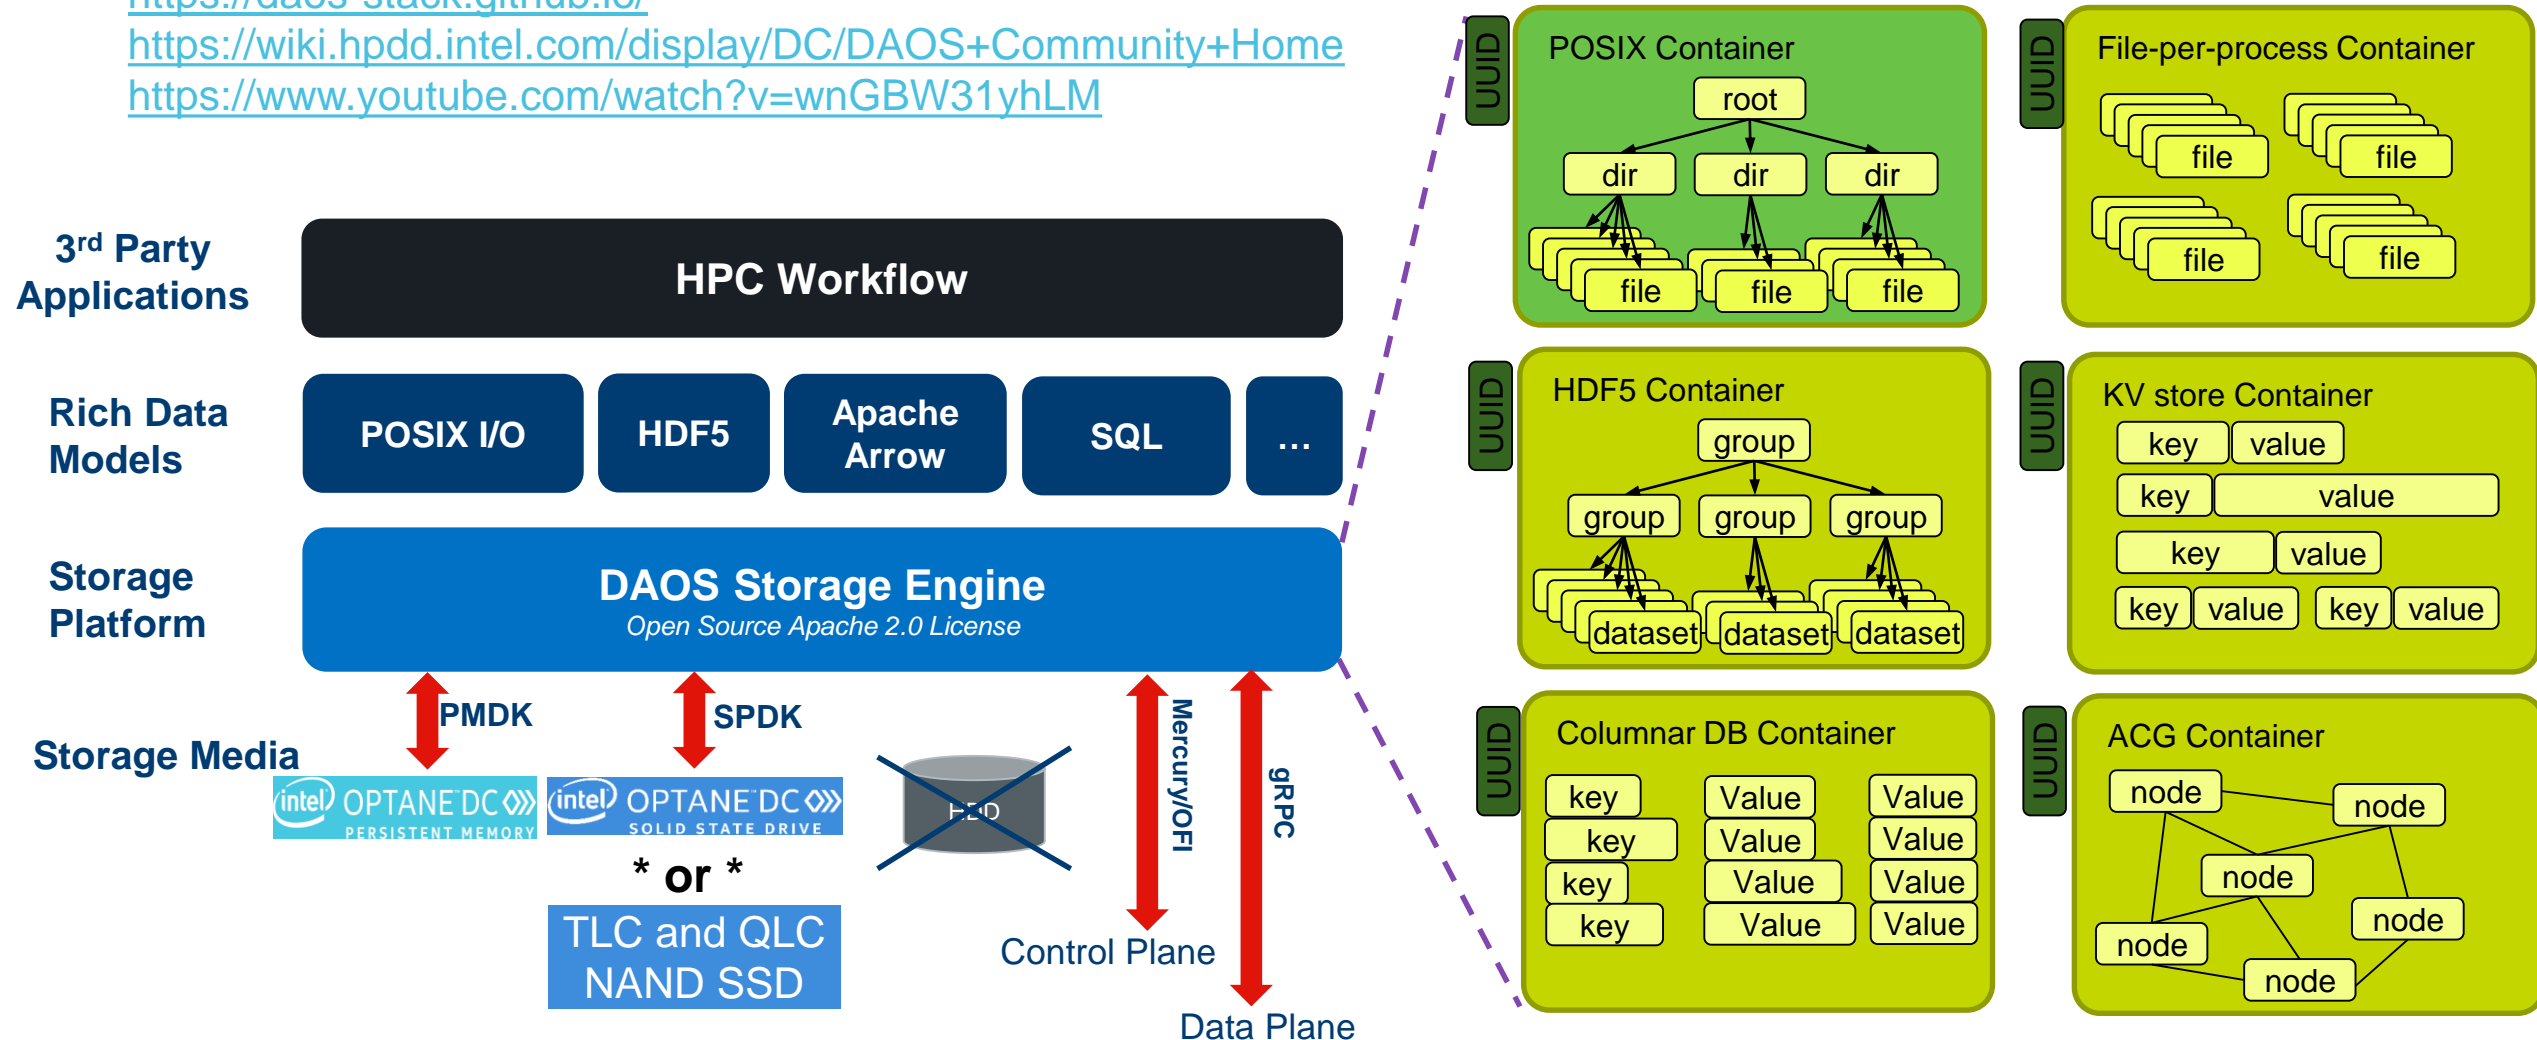 https://daos-stack.github.io/
https://wiki.hpdd.intel.com/display/DC/DAOS+Community+Home
https://www.youtube.com/watch?v=wnGBW31yhLM
3rd Party
Applications
HPC Workflow
Rich Data
Models
POSIX I/O
HDF5
Apache
Arrow
SQL
...
Storage
Platform
DAOS Storage Engine
Open Source Apache 2.0 License
PMDK
SPDK
Mercury/OFI
gRPC
Storage Media
intel OPTANE™DC
PERSISTENT MEMORY
intel OPTANE™DC
SOLID STATE DRIVE
HDD
* or *
TLC and QLC
NAND SSD
Control Plane
Data Plane
UUID
POSIX Container
root
dir dir dir
file file file
UUID
File-per-process Container
file file
file file
UUID
HDF5 Container
group
group group group
dataset dataset dataset
UUID
KV store Container
key value
key value
key value
key value key value
UUID
Columnar DB Container
key Value Value
key Value Value
key Value Value
key Value Value
UUID
ACG Container
node
node
node
node
node
node